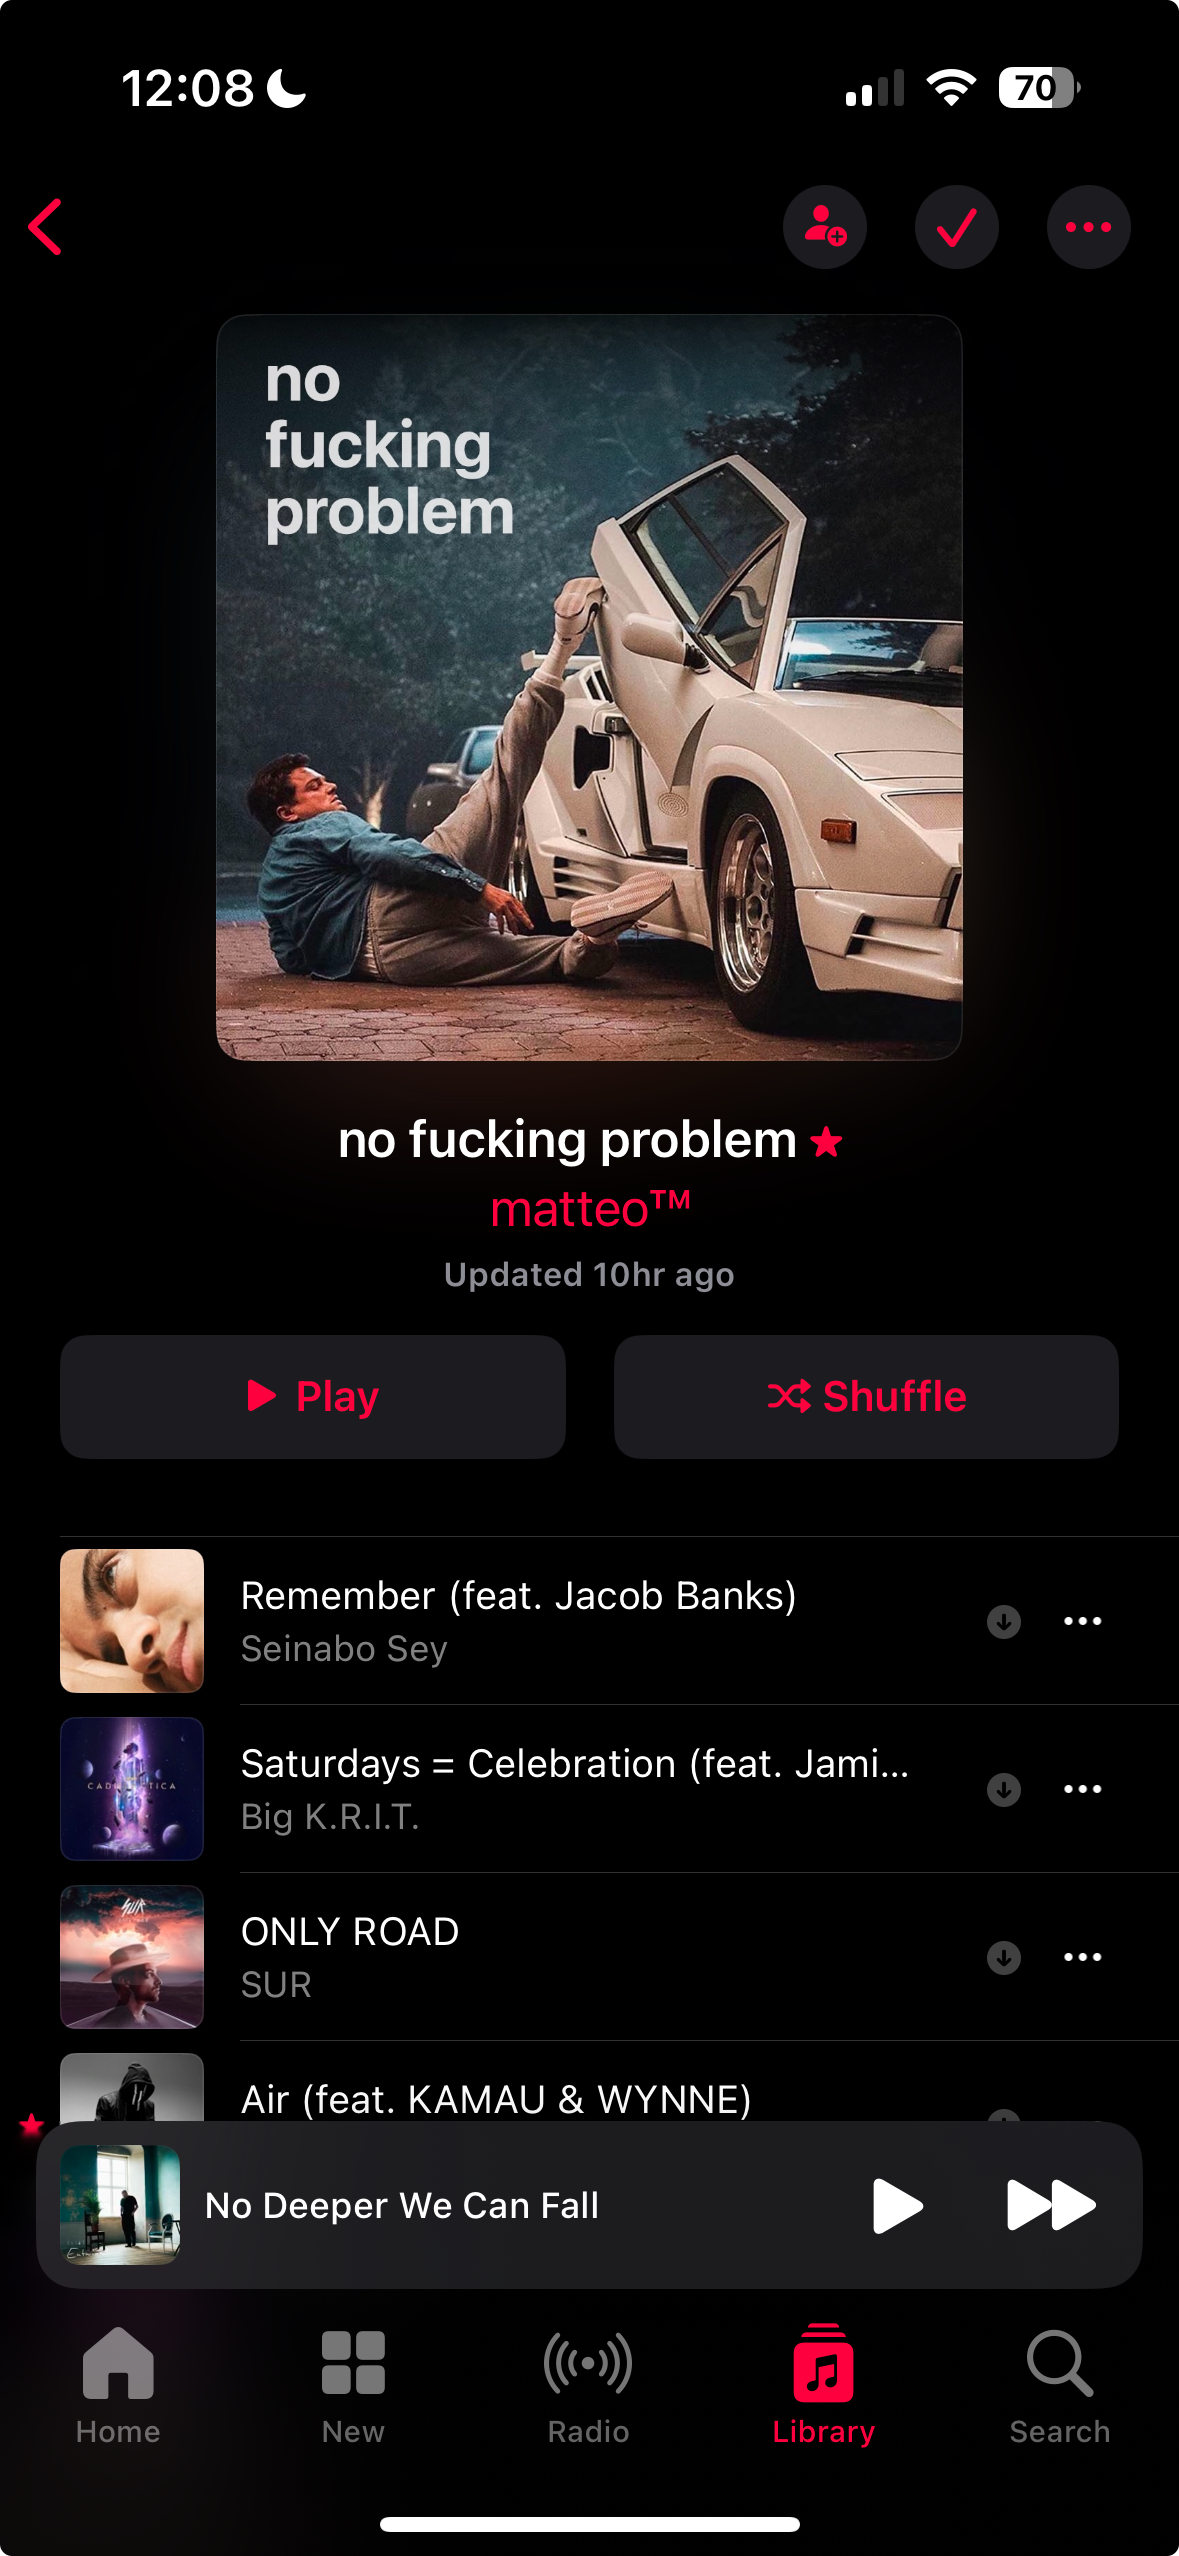 12:08
70
no
fucking
problem
no fucking problem
matteo™
Updated 10hr ago
Play
Shuffle
Remember (feat. Jacob Banks)
Seinabo Sey
Saturdays = Celebration (feat. Jami...
Big K.R.I.T.
ONLY ROAD
SUR
SUR
Air (feat. KAMAU & WYNNE)
No Deeper We Can Fall
Home
New
Radio
Library
Search